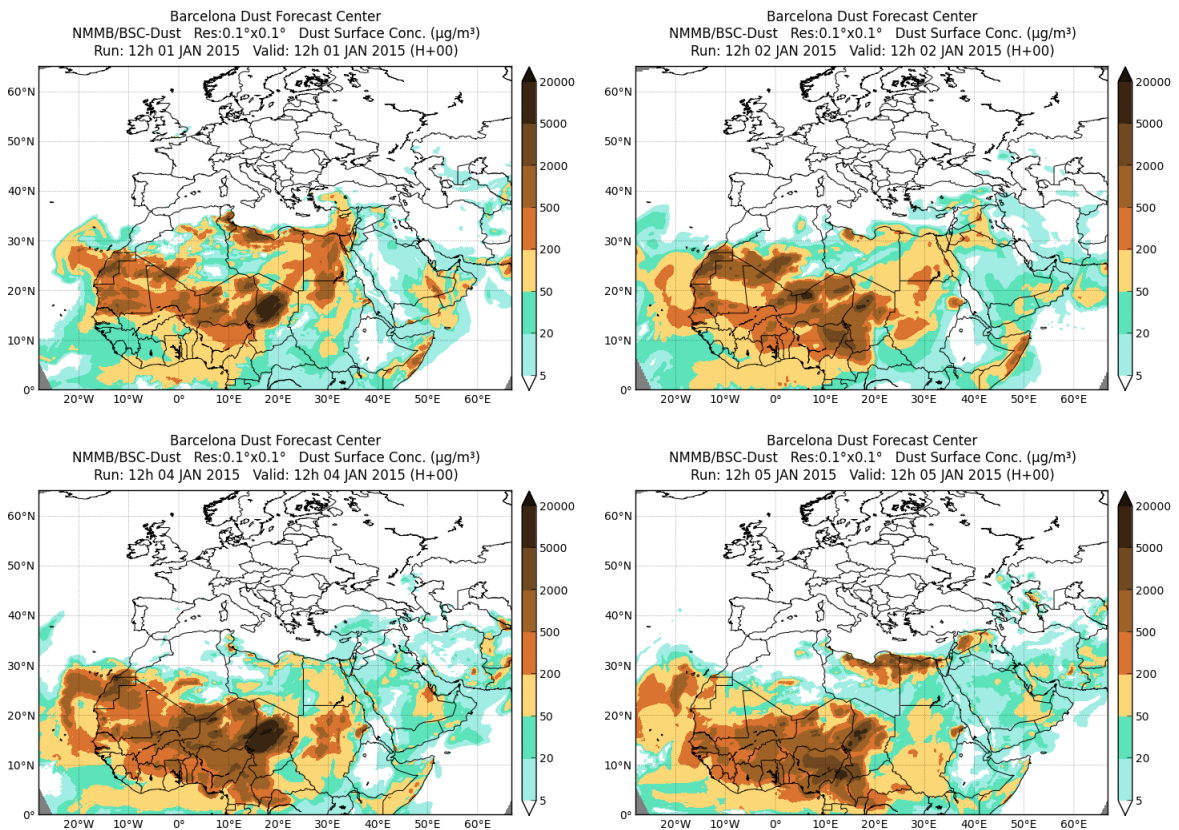 Barcelona Dust Forecast Center
NMMB/BSC-Dust   Res:0.1°x0.1°   Dust Surface Conc. (µg/m³)
Run: 12h 01 JAN 2015   Valid: 12h 01 JAN 2015 (H+00)
60°N
50°N
40°N
30°N
20°N
10°N
0°
20°W 10°W 0° 10°E 20°E 30°E 40°E 50°E 60°E
20000
5000
2000
500
200
50
20
5
Barcelona Dust Forecast Center
NMMB/BSC-Dust   Res:0.1°x0.1°   Dust Surface Conc. (µg/m³)
Run: 12h 02 JAN 2015   Valid: 12h 02 JAN 2015 (H+00)
60°N
50°N
40°N
30°N
20°N
10°N
0°
20°W 10°W 0° 10°E 20°E 30°E 40°E 50°E 60°E
20000
5000
2000
500
200
50
20
5
Barcelona Dust Forecast Center
NMMB/BSC-Dust   Res:0.1°x0.1°   Dust Surface Conc. (µg/m³)
Run: 12h 04 JAN 2015   Valid: 12h 04 JAN 2015 (H+00)
60°N
50°N
40°N
30°N
20°N
10°N
0°
20°W 10°W 0° 10°E 20°E 30°E 40°E 50°E 60°E
20000
5000
2000
500
200
50
20
5
Barcelona Dust Forecast Center
NMMB/BSC-Dust   Res:0.1°x0.1°   Dust Surface Conc. (µg/m³)
Run: 12h 05 JAN 2015   Valid: 12h 05 JAN 2015 (H+00)
60°N
50°N
40°N
30°N
20°N
10°N
0°
20°W 10°W 0° 10°E 20°E 30°E 40°E 50°E 60°E
20000
5000
2000
500
200
50
20
5